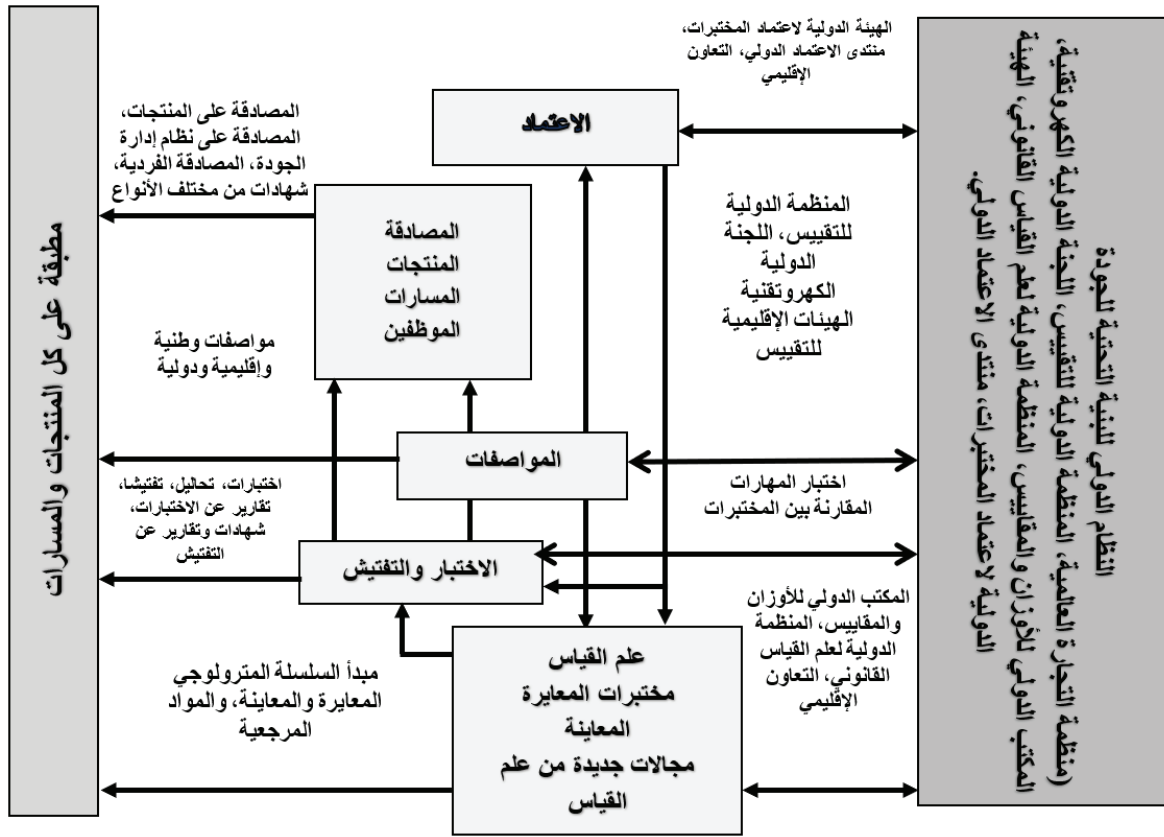 النظام الدولي للبنية التحتية للجودة
(منظمة التجارة العالمية، المنظمة الدولية للتقييس، اللجنة الدولية الكهروتقنية،
المكتب الدولي للأوزان والمقاييس، المنظمة الدولية لعلم القياس القانوني، الهيئة
الدولية لاعتماد المختبرات، منتدى الاعتماد الدولي.
الهيئة الدولية لاعتماد المختبرات،
منتدى الاعتماد الدولي، التعاون
الإقليمي
الاعتماد
المصادقة على المنتجات،
المصادقة على نظام إدارة
الجودة، المصادقة الفردية،
شهادات من مختلف الأنواع
المنظمة الدولية
للتقييس، اللجنة
الدولية
الكهروتقنية
الهيئات الإقليمية
للتقييس
المصادقة
المنتجات
المسارات
الموظفين
مواصفات وطنية
وإقليمية ودولية
المواصفات
اختبار المهارات
المقارنة بين المختبرات
اختبارات، تحاليل، تفتيشا،
تقارير عن الاختبارات،
شهادات وتقارير عن
التفتيش
الاختبار والتفتيش
المكتب الدولي للأوزان
والمقاييس، المنظمة
الدولية لعلم القياس
القانوني، التعاون
الإقليمي
علم القياس
مختبرات المعايرة
المعاينة
مجالات جديدة من علم
القياس
مبدأ السلسلة المترولوجي
المعايرة والمعاينة، والمواد
المرجعية
مطبقة على كل المنتجات والمسارات